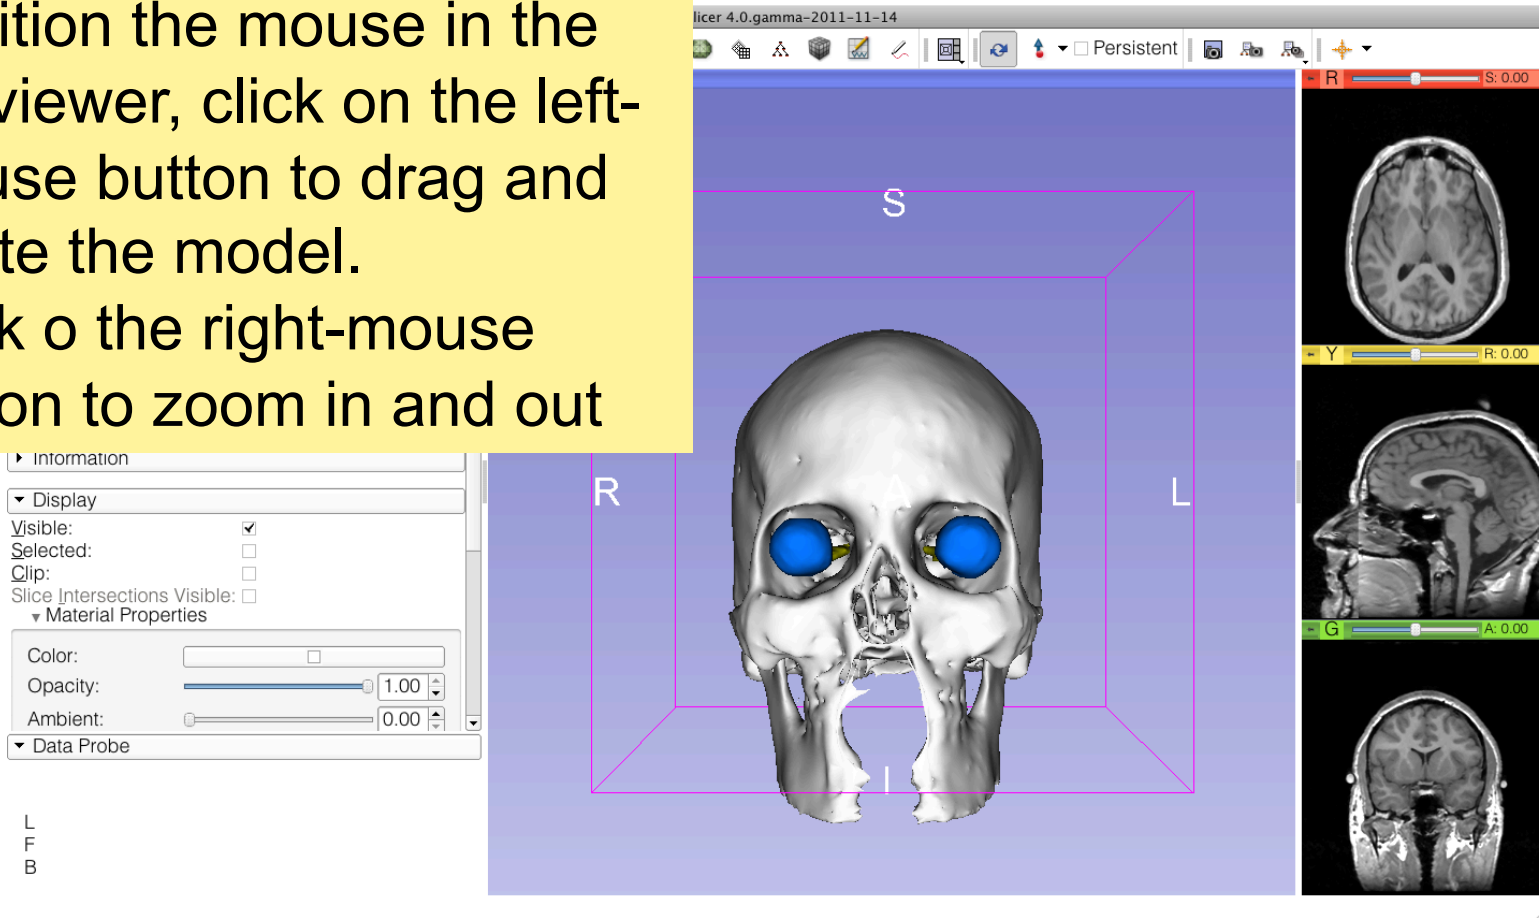 ition the mouse in the
viewer, click on the left-
use button to drag and
te the model.
k o the right-mouse
on to zoom in and out
licer 4.0.gamma-2011-11-14
Persistent
R S: 0.00
S
R
A
L
I
Y R: 0.00
G A: 0.00
Information
Display
Visible:
Selected:
Clip:
Slice Intersections Visible:
Material Properties
Color:
Opacity: 1.00
Ambient: 0.00
Data Probe
L
F
B